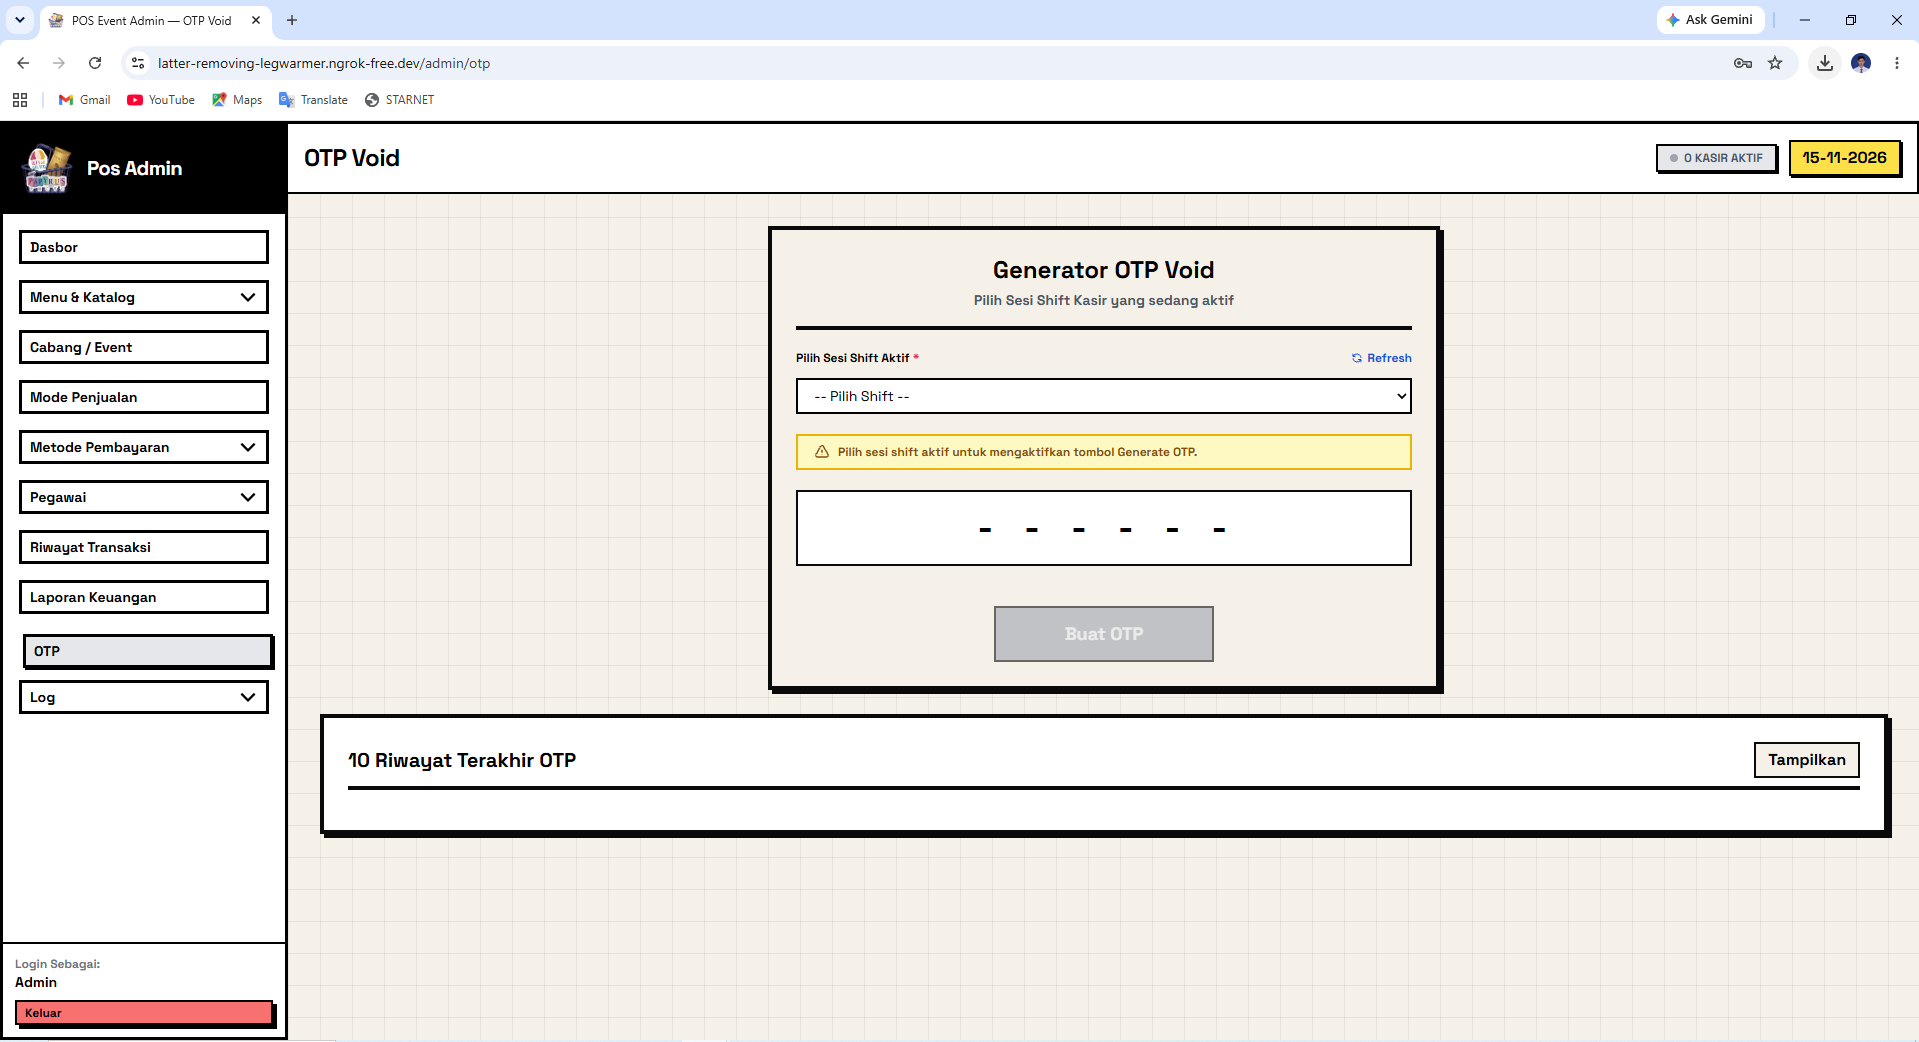 POS Event Admin — OTP Void
Ask Gemini
latter-removing-legwarmer.ngrok-free.dev/admin/otp
Gmail
YouTube
Maps
Translate
STARNET
Pos Admin
OTP Void
0 KASIR AKTIF
15-11-2026
Dasbor
Menu & Katalog
Cabang / Event
Mode Penjualan
Metode Pembayaran
Pegawai
Riwayat Transaksi
Laporan Keuangan
OTP
Log
Generator OTP Void
Pilih Sesi Shift Kasir yang sedang aktif
Pilih Sesi Shift Aktif *
Refresh
-- Pilih Shift --
Pilih sesi shift aktif untuk mengaktifkan tombol Generate OTP.
- - - - - -
Buat OTP
10 Riwayat Terakhir OTP
Tampilkan
Login Sebagai:
Admin
Keluar